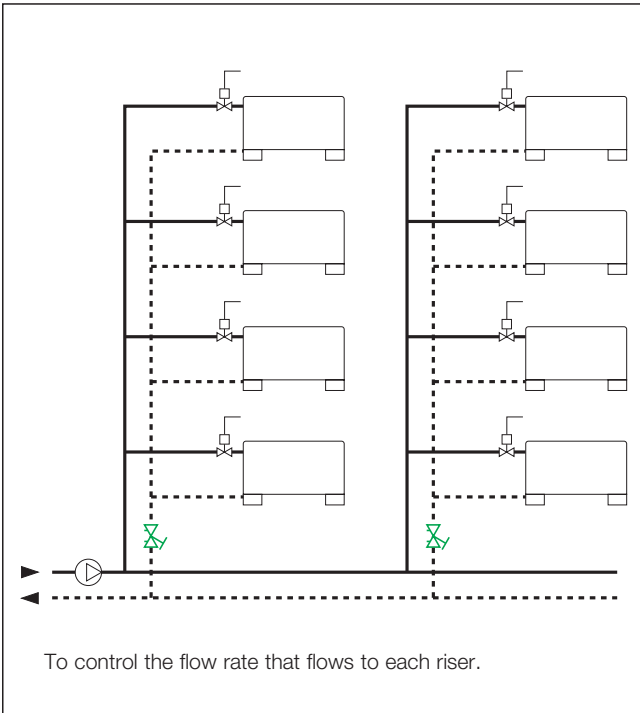 To control the flow rate that flows to each riser.